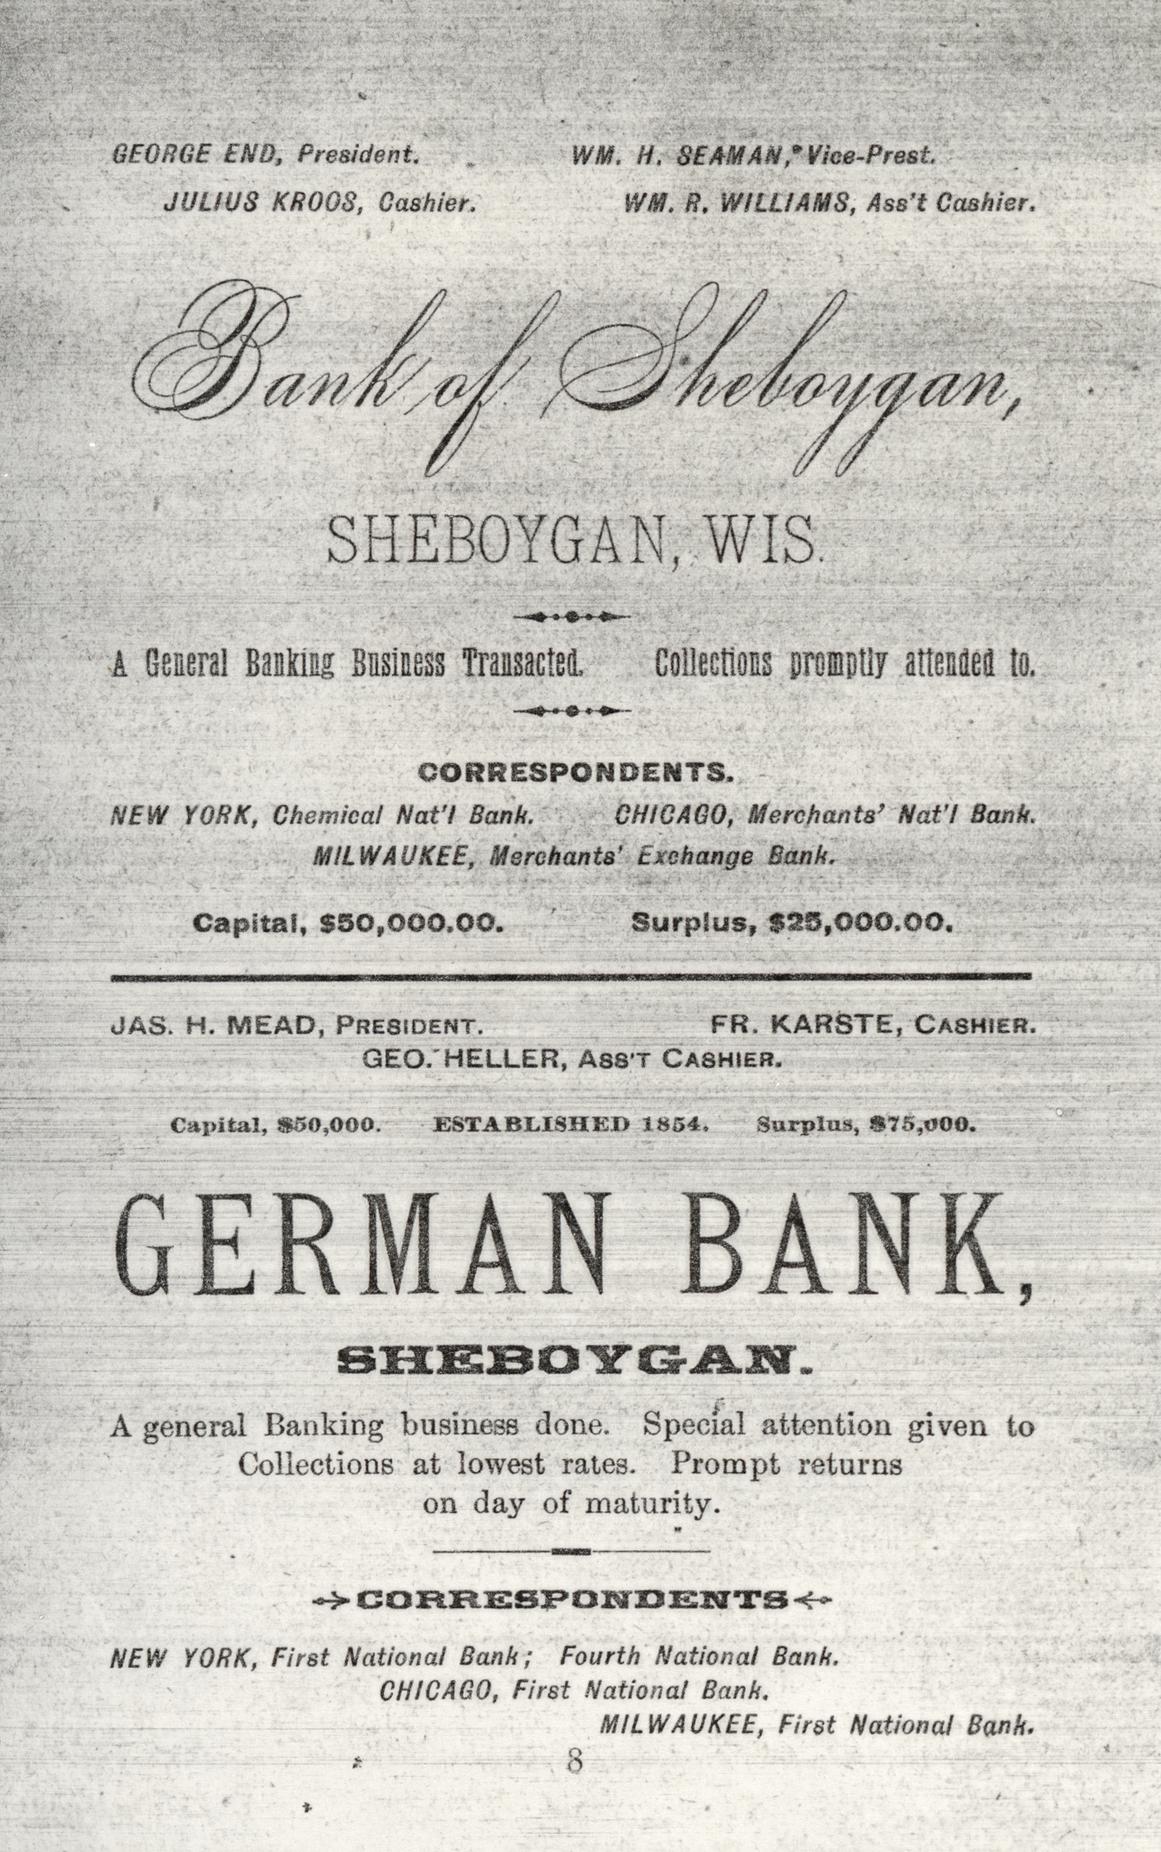 GEORGE END, President. WM. H. SEAMAN, Vice-Prest.
JULIUS KROOS, Cashier. WM. R. WILLIAMS, Ass't Cashier.
Bank of Sheboygan,
SHEBOYGAN, WIS.
A General Banking Business Transacted. Collections promptly attended to.
CORRESPONDENTS.
NEW YORK, Chemical Nat'l Bank. CHICAGO, Merchants' Nat'l Bank.
MILWAUKEE, Merchants' Exchange Bank.
Capital, $50,000.00. Surplus, $25,000.00.
JAS. H. MEAD, PRESIDENT. FR. KARSTE, CASHIER.
GEO. HELLER, ASS'T CASHIER.
Capital, $50,000. ESTABLISHED 1854. Surplus, $75,000.
GERMAN BANK,
SHEBOYGAN.
A general Banking business done. Special attention given to
Collections at lowest rates. Prompt returns
on day of maturity.
CORRESPONDENTS
NEW YORK, First National Bank; Fourth National Bank.
CHICAGO, First National Bank.
MILWAUKEE, First National Bank.
8